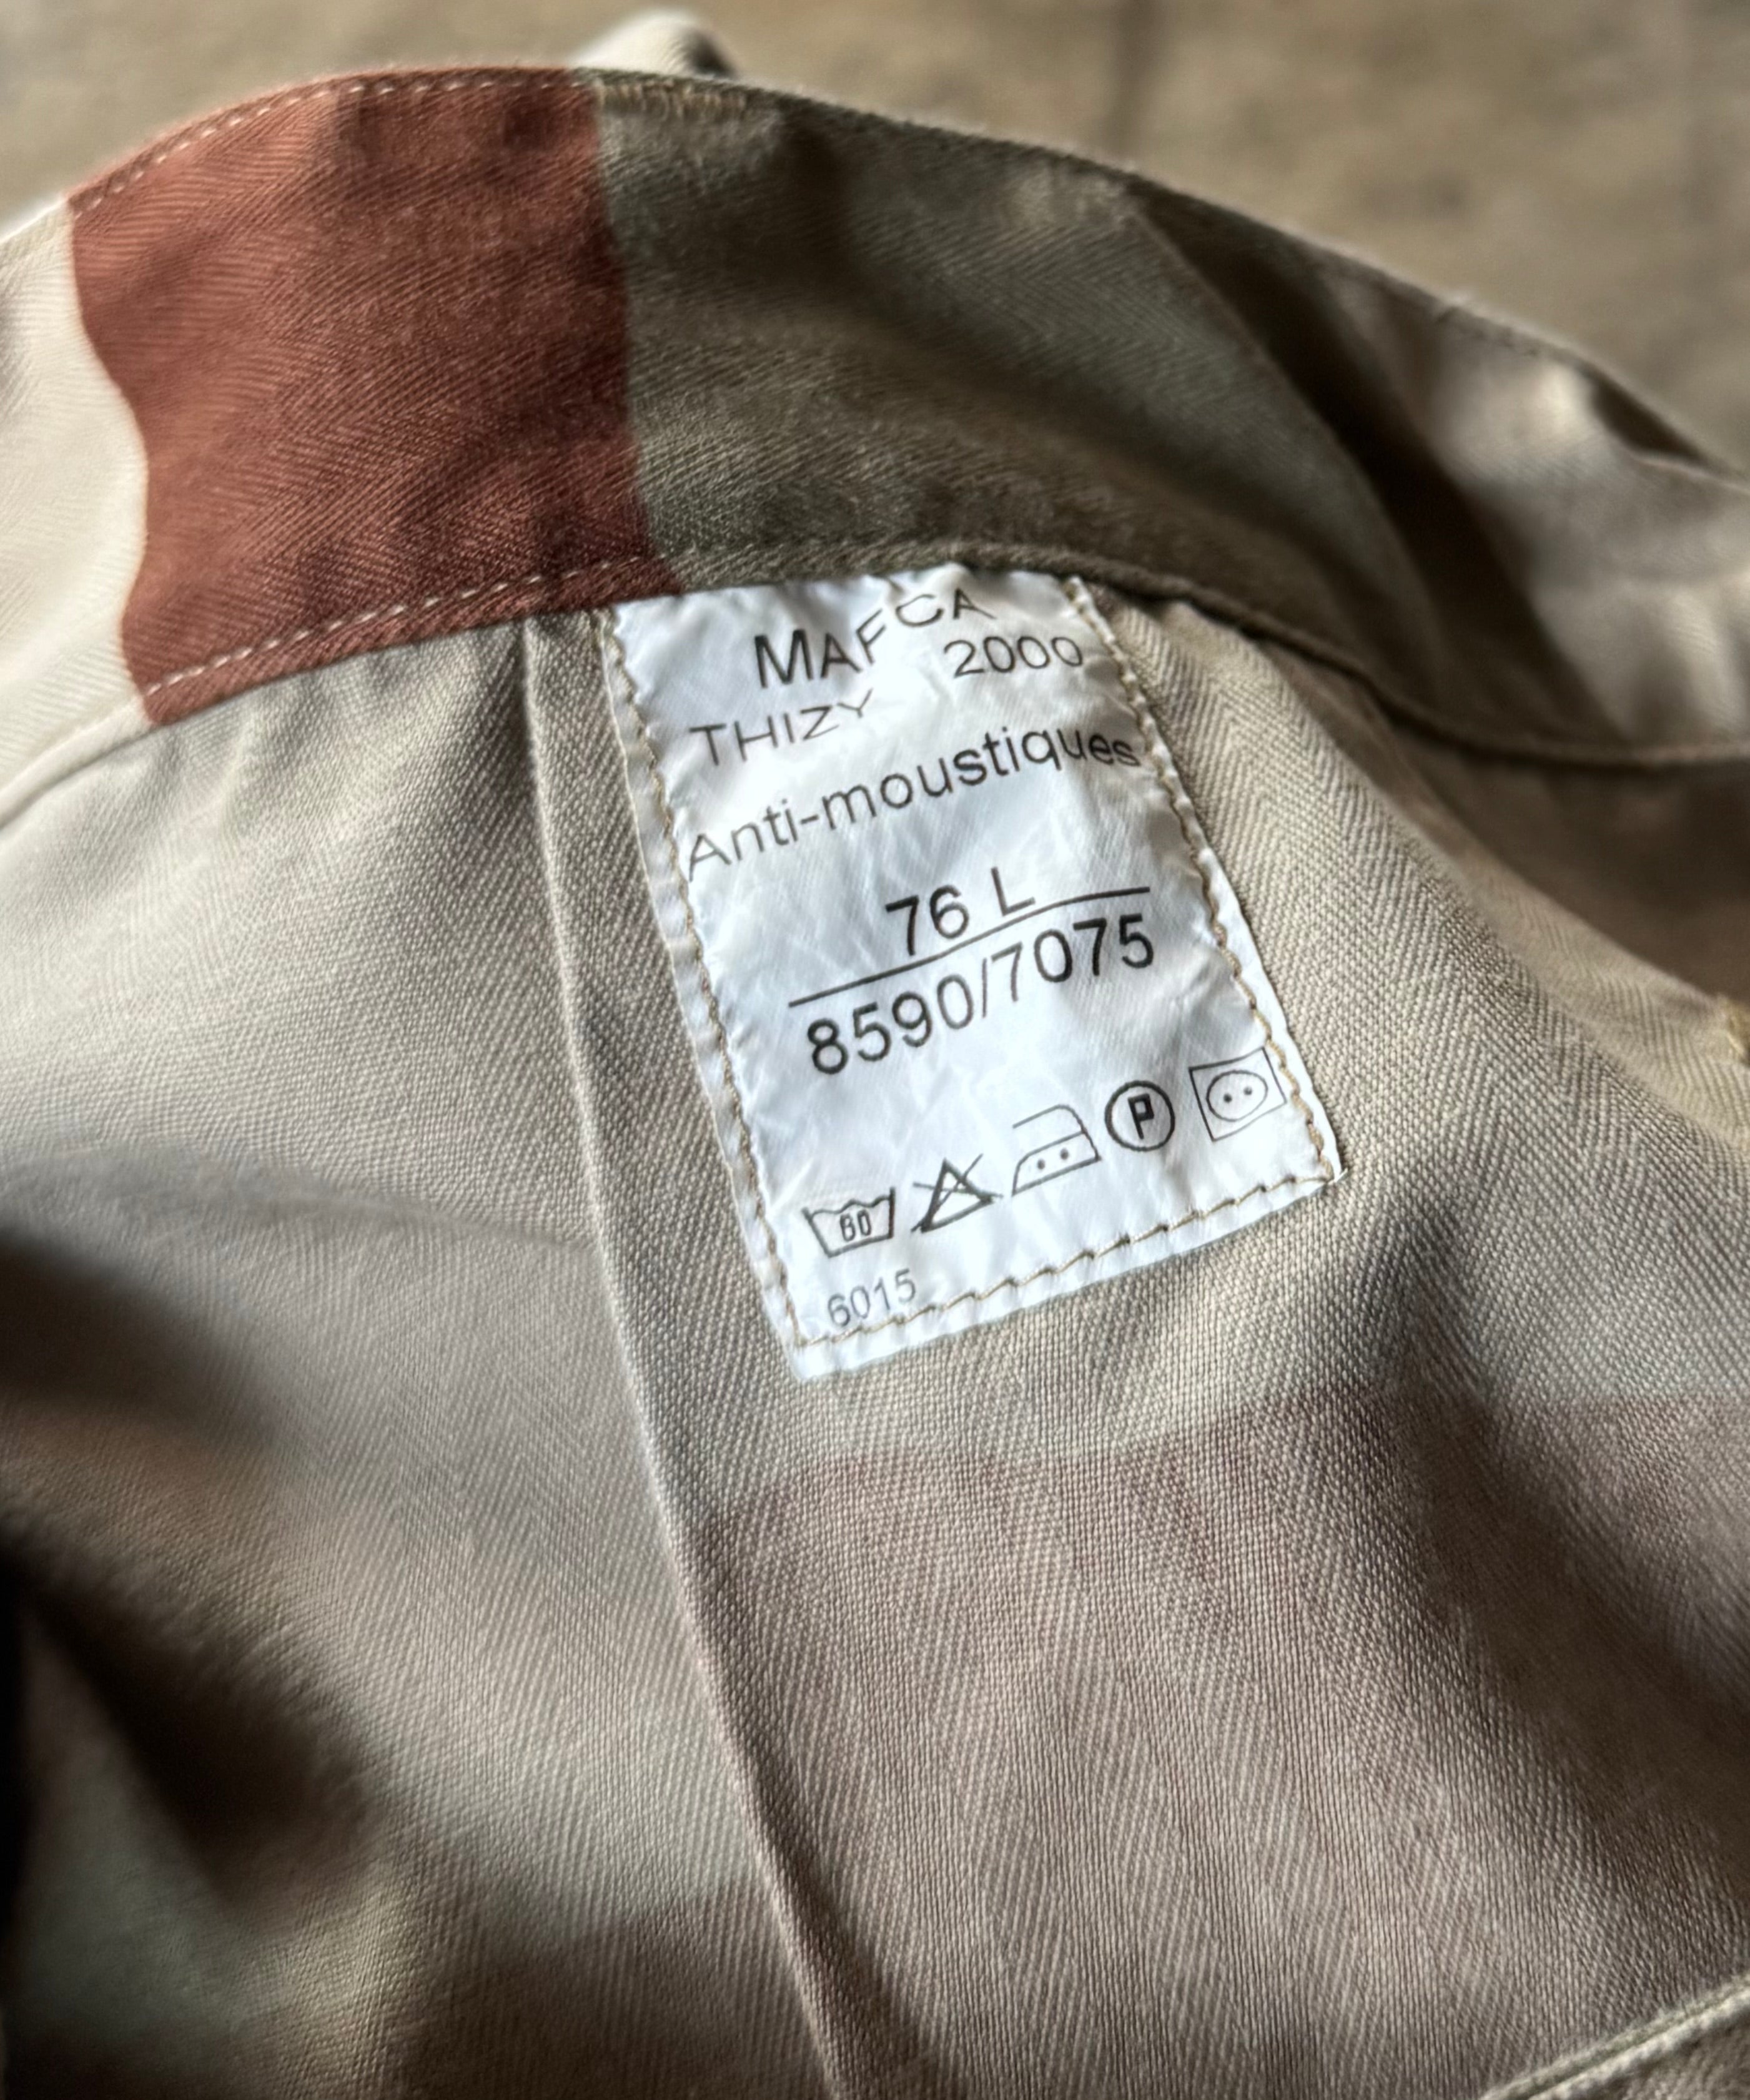 MAFCA
THIZY 2000
Anti-moustiques
76 L
8590/7075
60 P
6015